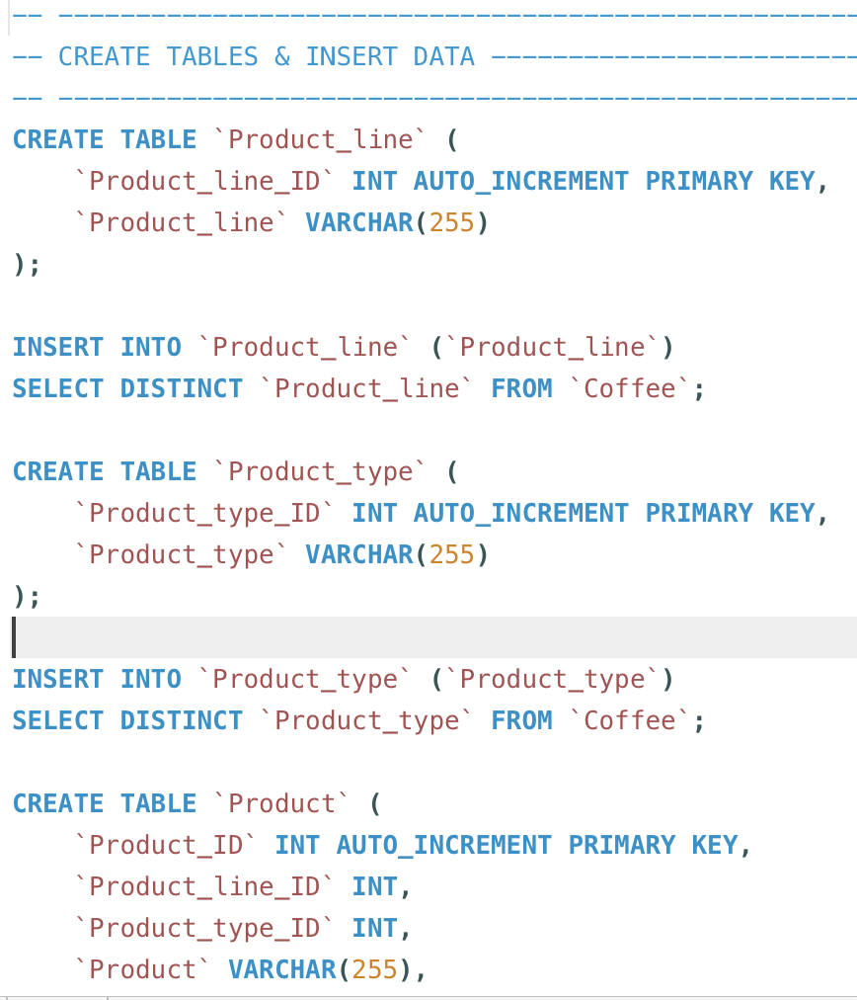 -- ----------------------------------------------------
-- CREATE TABLES & INSERT DATA ------------------------
-- ----------------------------------------------------
CREATE TABLE `Product_line` (
    `Product_line_ID` INT AUTO_INCREMENT PRIMARY KEY,
    `Product_line` VARCHAR(255)
);

INSERT INTO `Product_line` (`Product_line`)
SELECT DISTINCT `Product_line` FROM `Coffee`;

CREATE TABLE `Product_type` (
    `Product_type_ID` INT AUTO_INCREMENT PRIMARY KEY,
    `Product_type` VARCHAR(255)
);

INSERT INTO `Product_type` (`Product_type`)
SELECT DISTINCT `Product_type` FROM `Coffee`;

CREATE TABLE `Product` (
    `Product_ID` INT AUTO_INCREMENT PRIMARY KEY,
    `Product_line_ID` INT,
    `Product_type_ID` INT,
    `Product` VARCHAR(255),